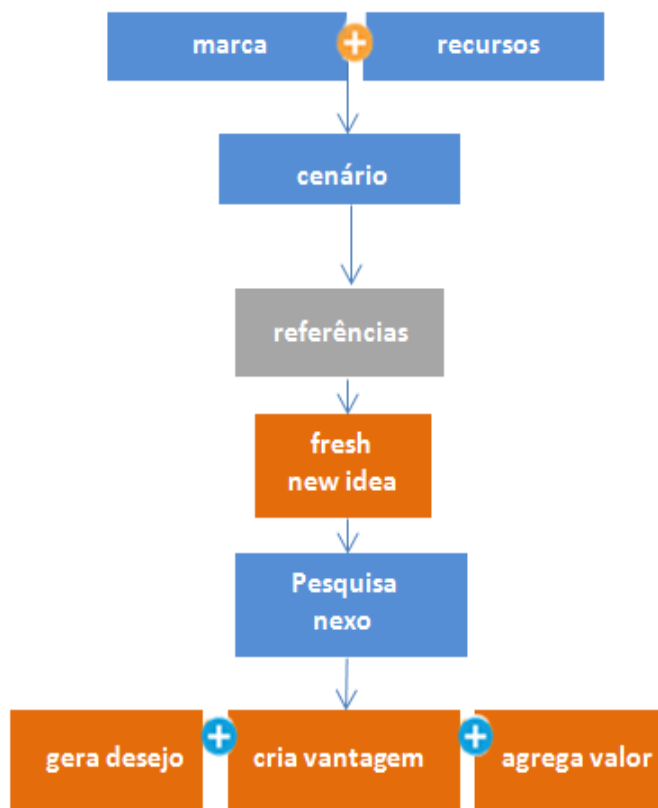 marca + recursos
cenário
referências
fresh
new idea
Pesquisa
nexo
gera desejo + cria vantagem + agrega valor